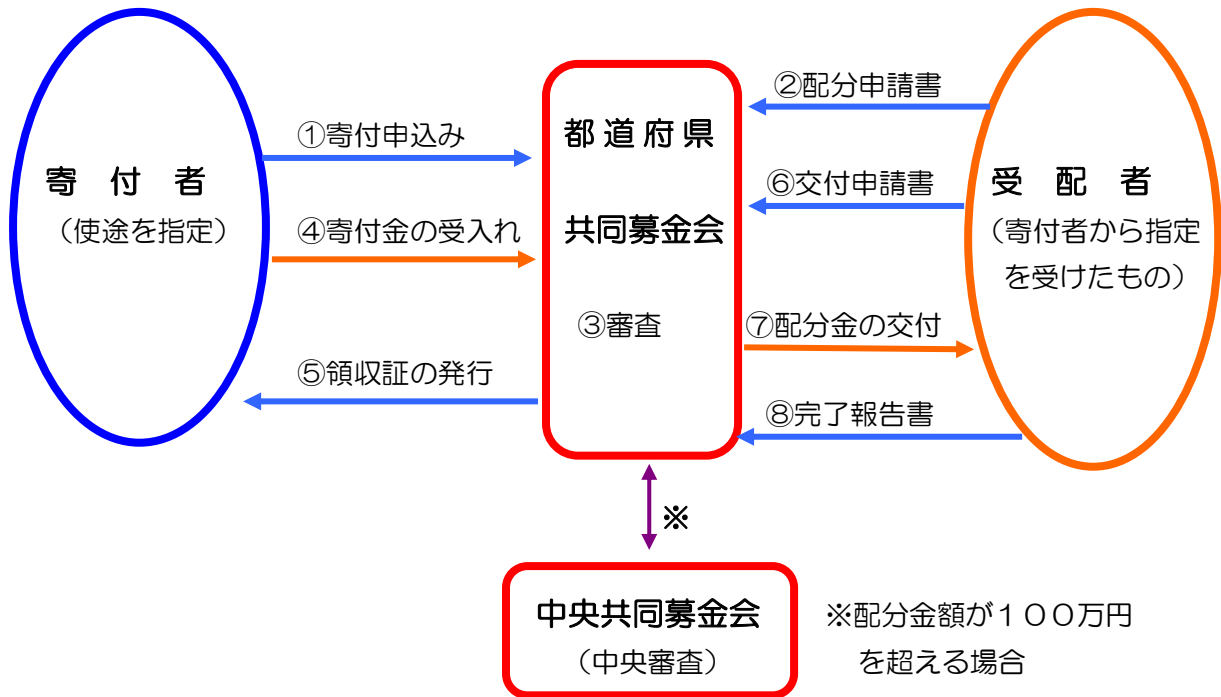 寄 付 者
（使途を指定）
①寄付申込み
④寄付金の受入れ
⑤領収証の発行
都道府県
共同募金会
③審査
②配分申請書
⑥交付申請書
⑦配分金の交付
⑧完了報告書
受 配 者
（寄付者から指定
を受けたもの）
※
中央共同募金会
（中央審査）
※配分金額が１００万円
を超える場合